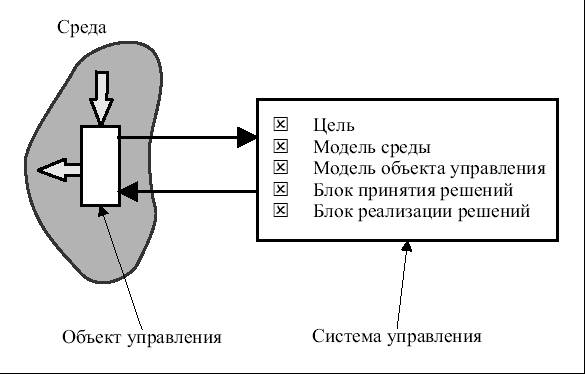 Среда
Цель
Модель среды
Модель объекта управления
Блок принятия решений
Блок реализации решений
Объект управления
Система управления